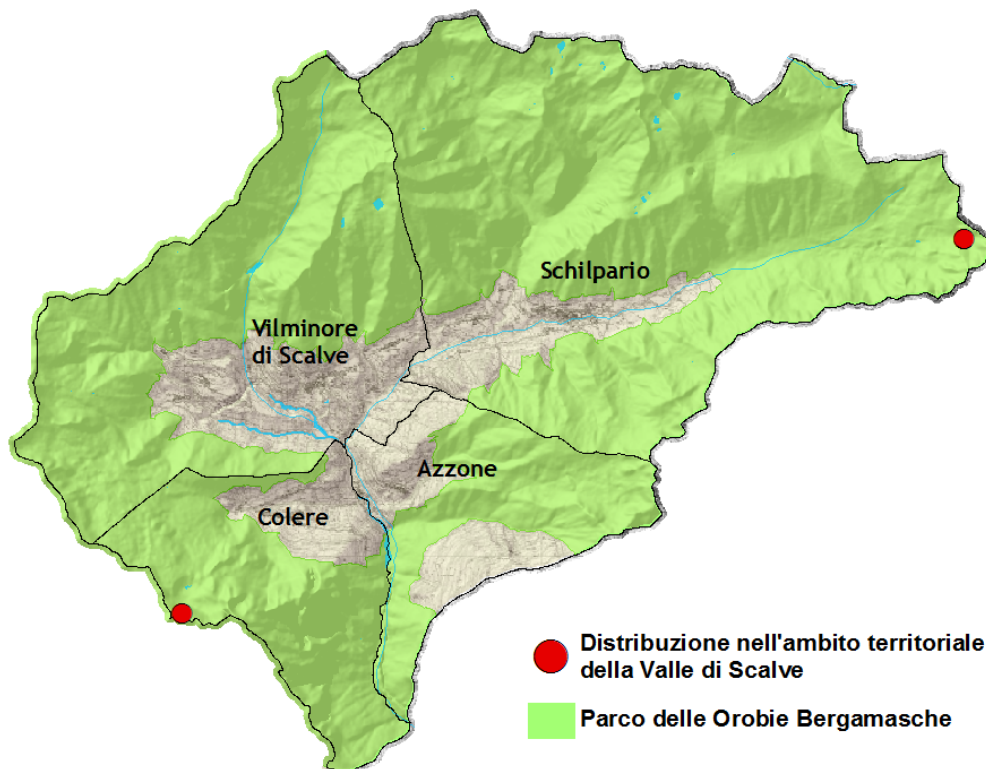 Schilpario
Vilminore
di Scalve
Azzone
Colere
Distribuzione nell'ambito territoriale
della Valle di Scalve
Parco delle Orobie Bergamasche